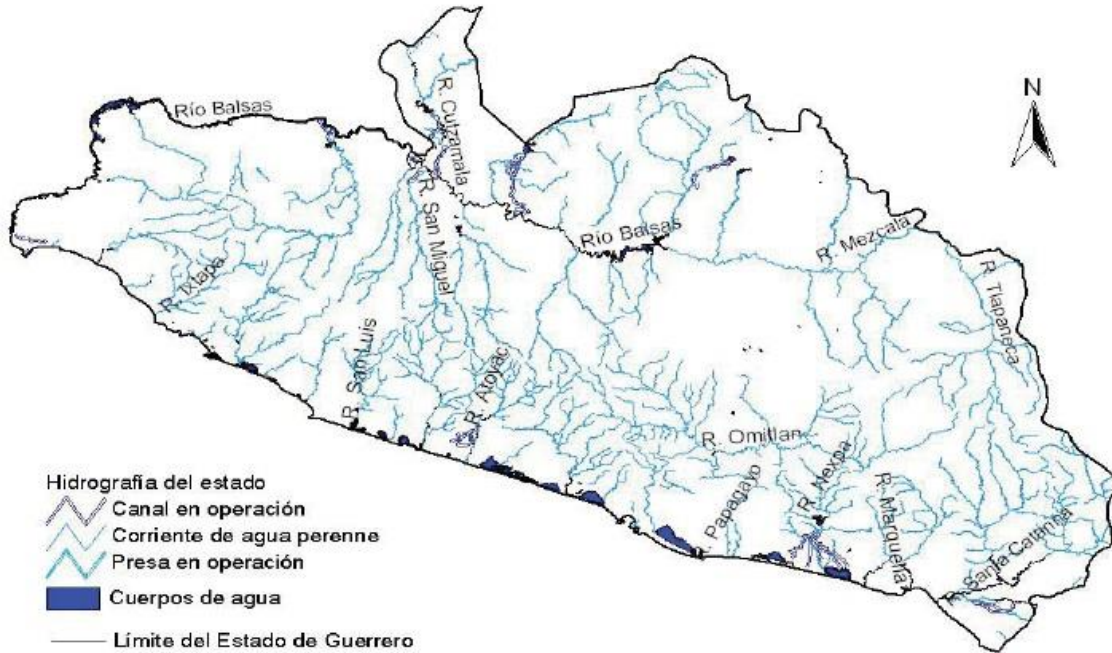 N
Río Balsas
R. Cutzamala
R. San Miguel
Río Balsas
R. Mezcala
R. Tlapaneca
R. Ixtapa
R. San Luis
R. Atoyac
R. Omitlan
R. Papagayo
R. Nexpa
R. Marquelia
R. Santa Catarina
Hidrografía del estado
Canal en operación
Corriente de agua perenne
Presa en operación
Cuerpos de agua
Límite del Estado de Guerrero